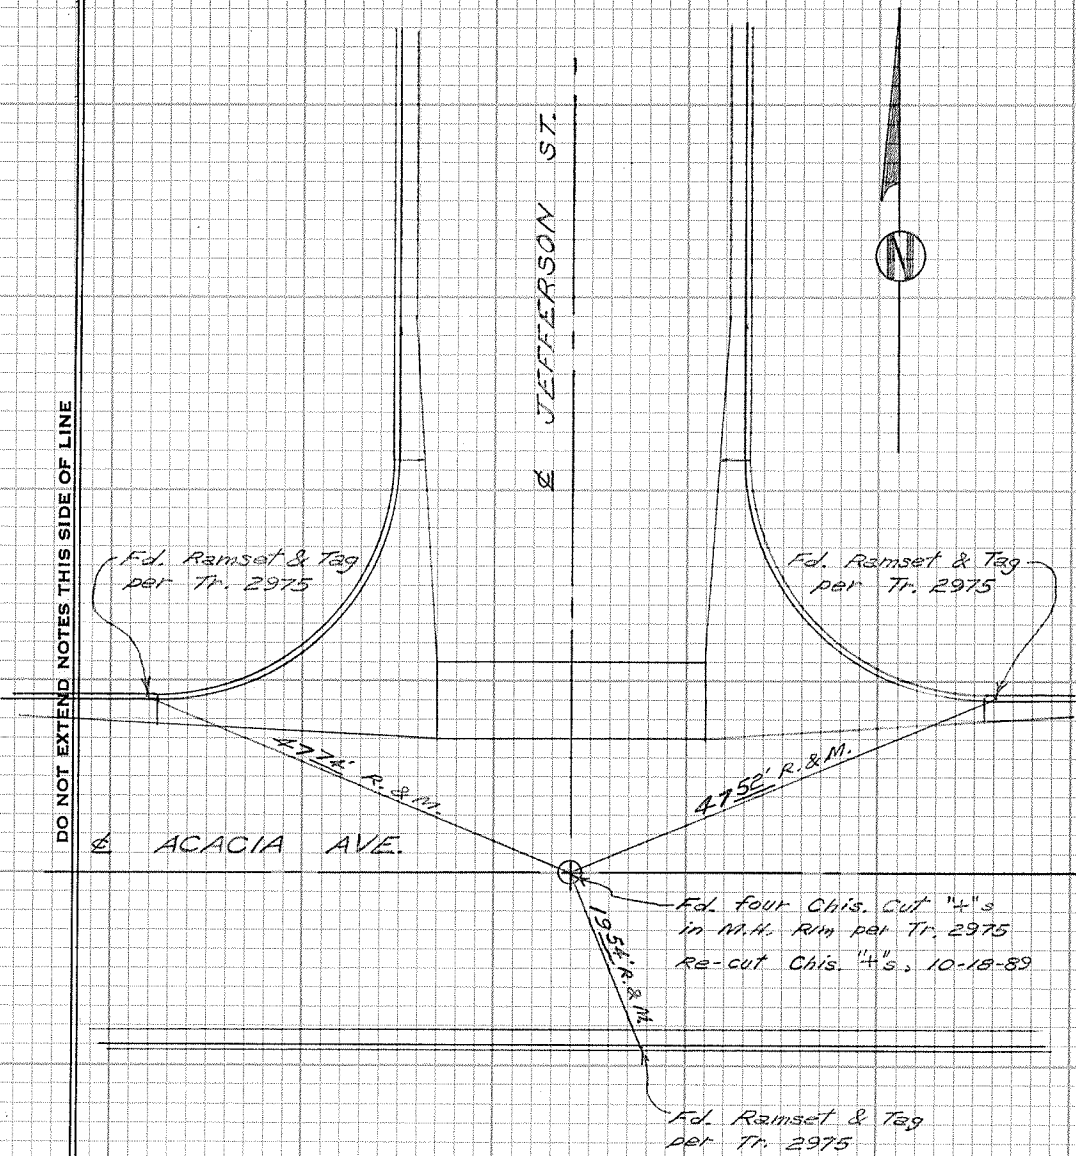 ℄ JEFFERSON ST.
N
DO NOT EXTEND NOTES THIS SIDE OF LINE
Fd. Ramset & Tag
per Tr. 2975
Fd. Ramset & Tag
per Tr. 2975
47.74' R. & M.
47.52' R. & M.
℄ ACACIA AVE.
Fd. four Chis. Cut "+"s
in M.H. Rim per Tr. 2975
Re-cut Chis. "+"s, 10-18-89
19.54' R. & M.
Fd. Ramset & Tag
per Tr. 2975